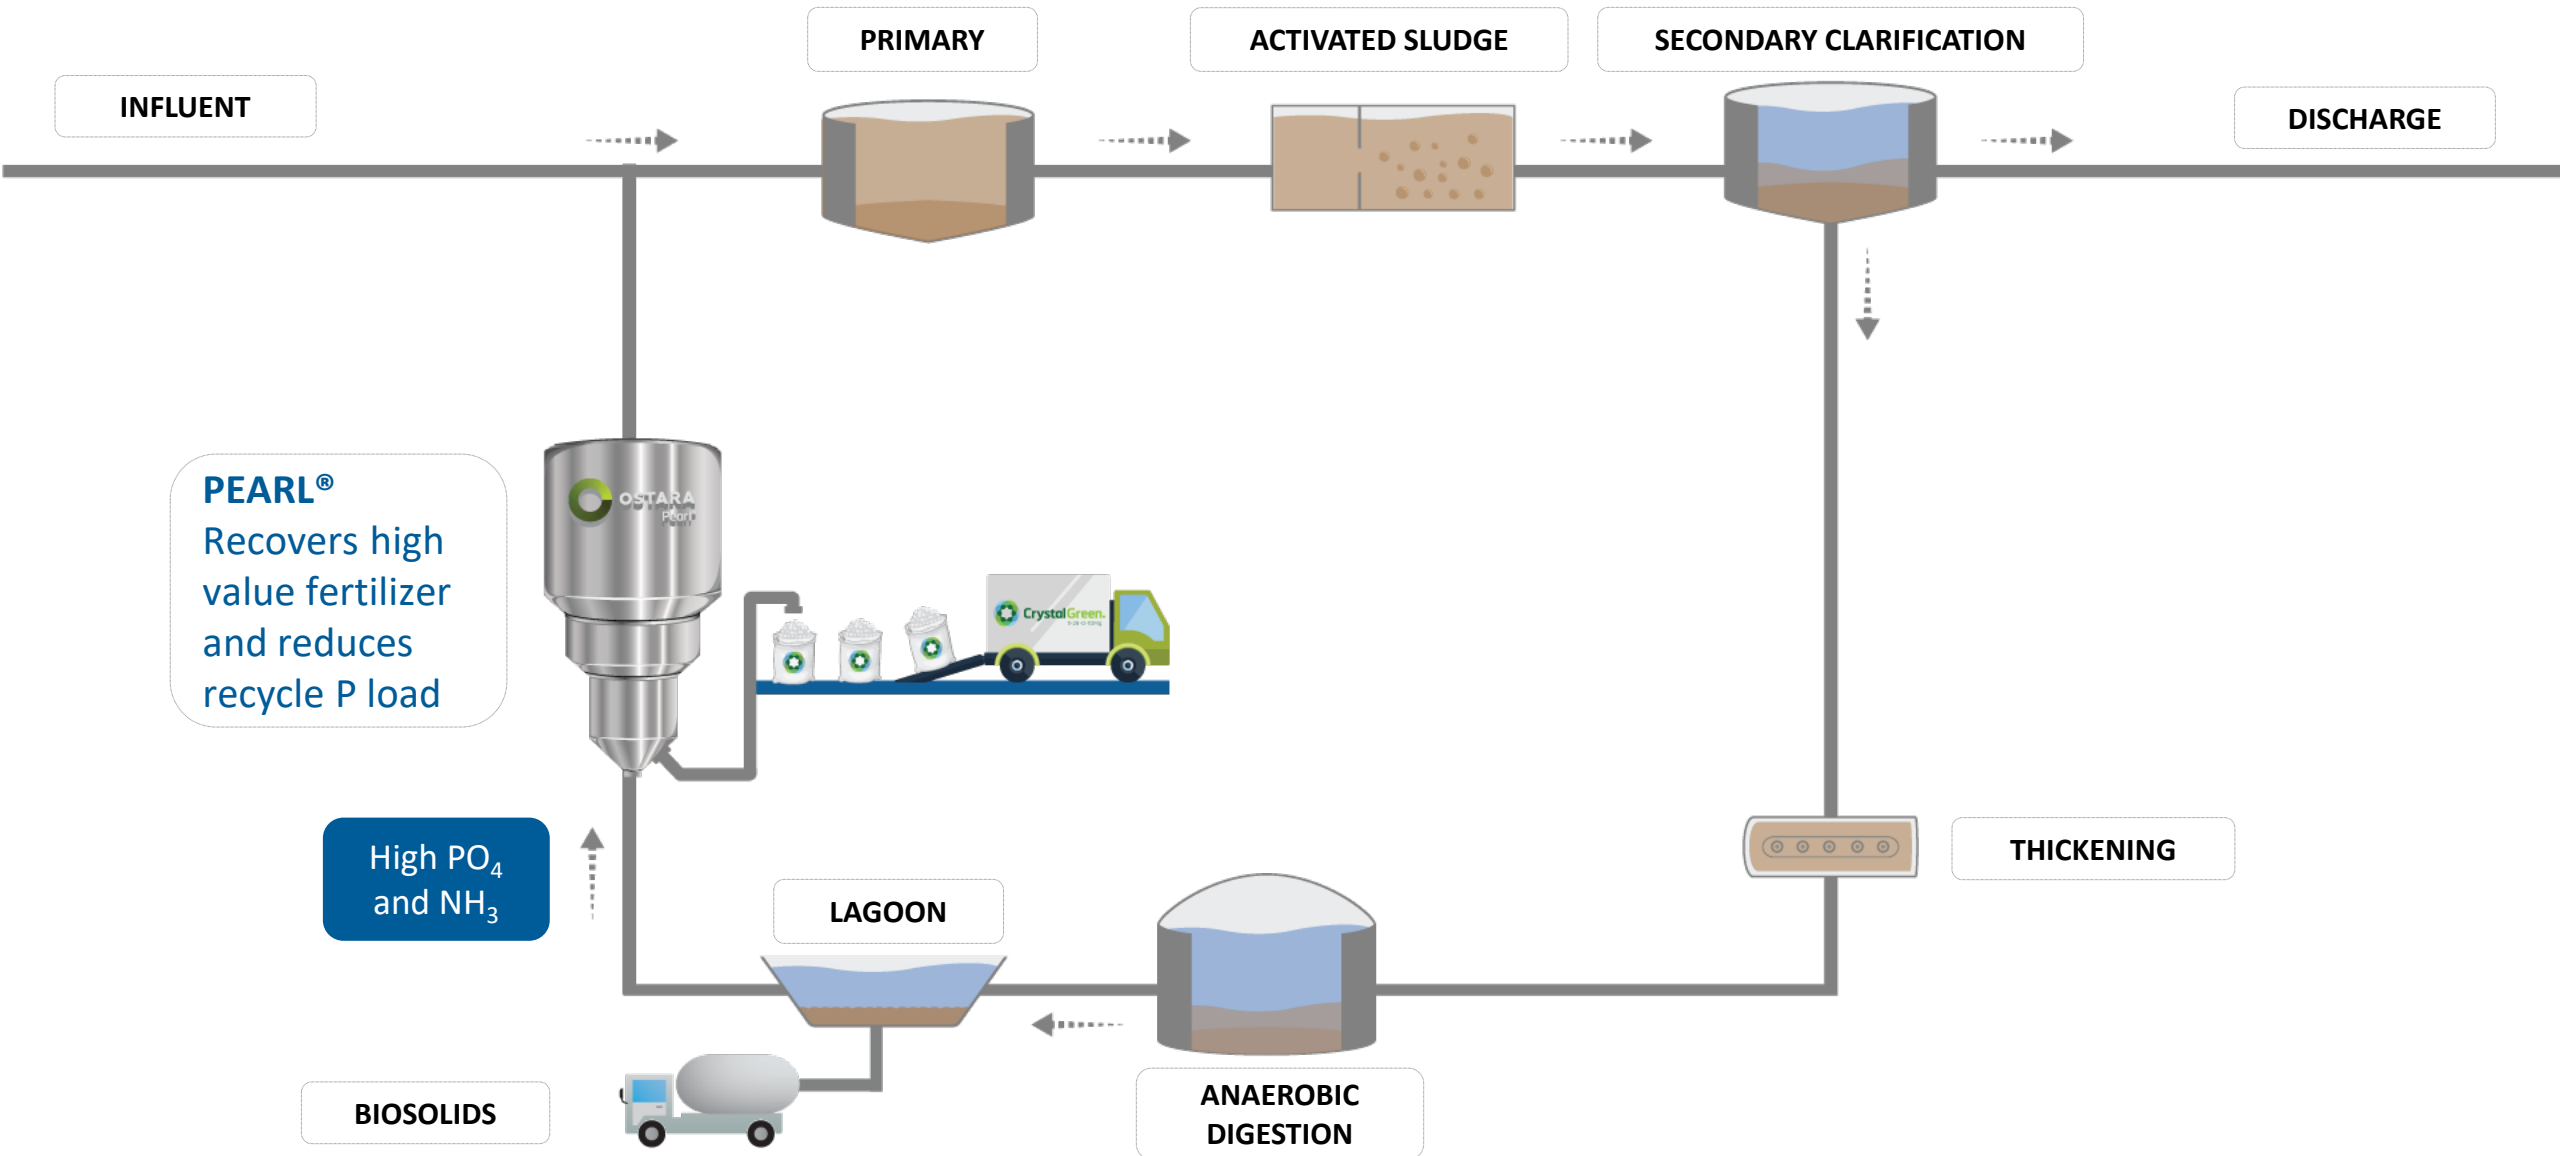 PRIMARY
ACTIVATED SLUDGE
SECONDARY CLARIFICATION
INFLUENT
DISCHARGE
PEARL®
Recovers high
value fertilizer
and reduces
recycle P load
OSTARA
Pearl
CrystalGreen.
High PO₄
and NH₃
THICKENING
LAGOON
BIOSOLIDS
ANAEROBIC
DIGESTION